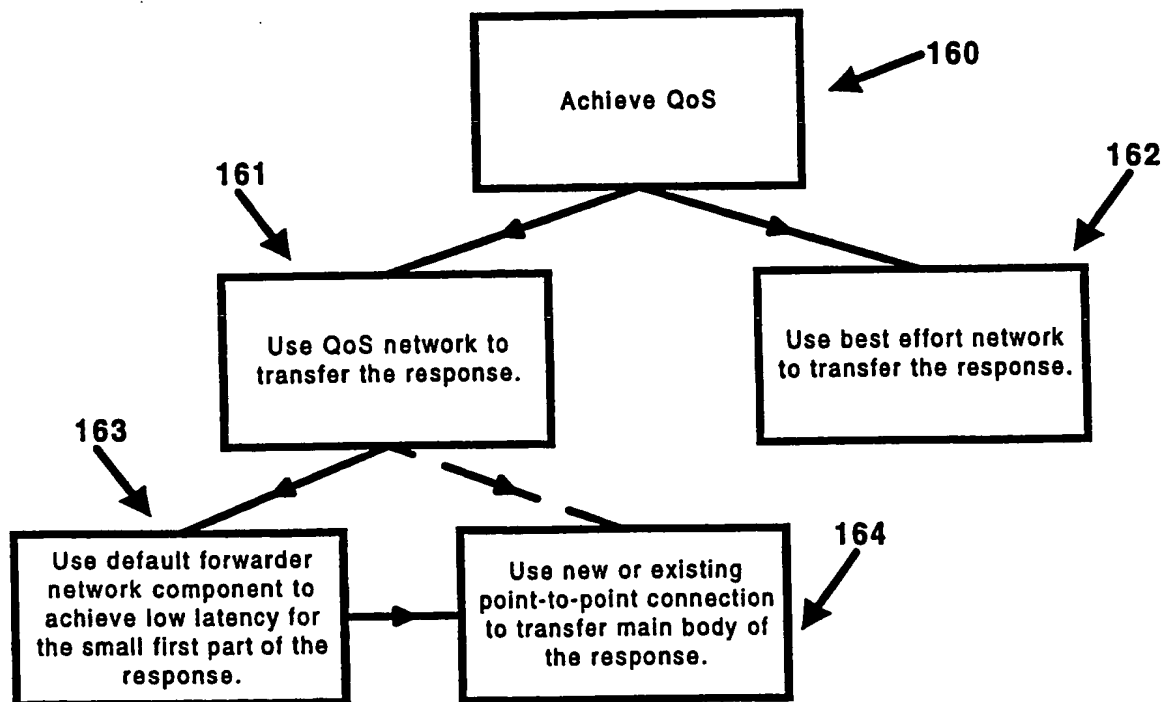 160
Achieve QoS
161
162
Use QoS network to
transfer the response.
Use best effort network
to transfer the response.
163
164
Use default forwarder
network component to
achieve low latency for
the small first part of the
response.
Use new or existing
point-to-point connection
to transfer main body of
the response.